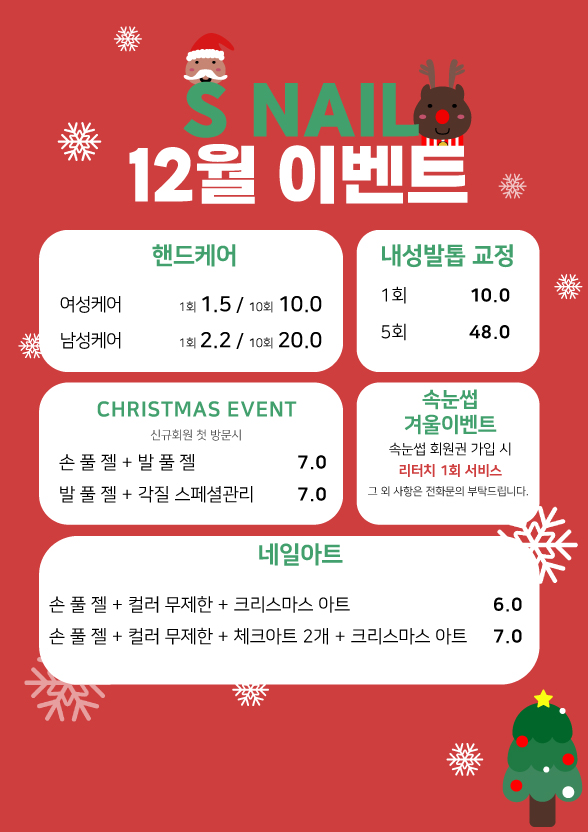 S NAIL
12월 이벤트
핸드케어
여성케어 1회 1.5 / 10회 10.0
남성케어 1회 2.2 / 10회 20.0
내성발톱 교정
1회 10.0
5회 48.0
CHRISTMAS EVENT
신규회원 첫 방문시
손 풀 젤 + 발 풀 젤 7.0
발 풀 젤 + 각질 스페셜관리 7.0
속눈썹
겨울이벤트
속눈썹 회원권 가입 시
리터치 1회 서비스
그 외 사항은 전화문의 부탁드립니다.
네일아트
손 풀 젤 + 컬러 무제한 + 크리스마스 아트 6.0
손 풀 젤 + 컬러 무제한 + 체크아트 2개 + 크리스마스 아트 7.0